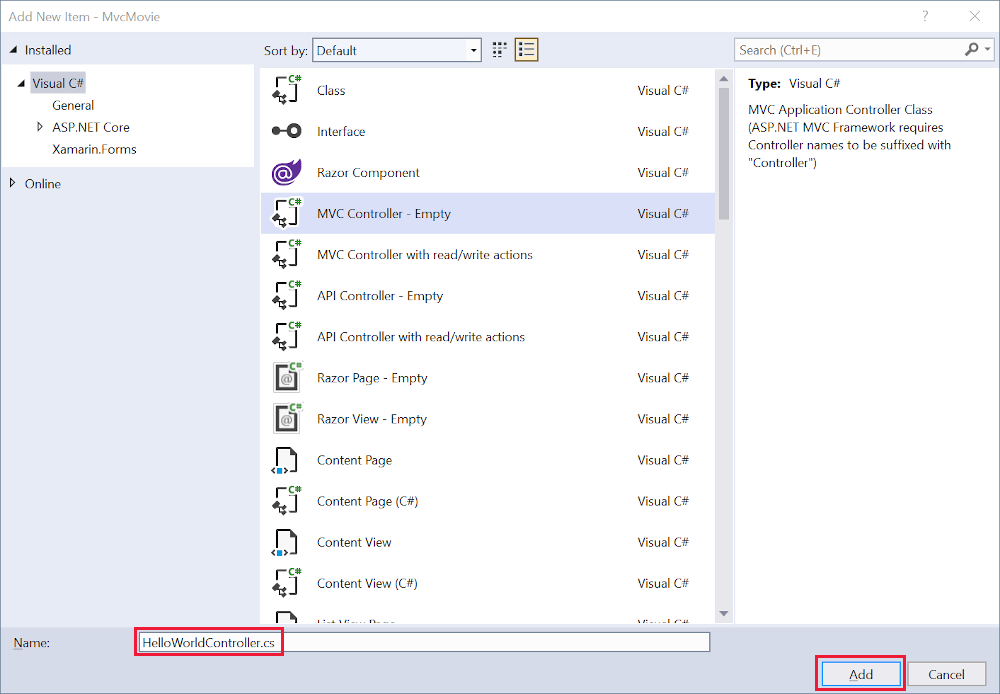 Add New Item - MvcMovie
?
Installed
Visual C#
General
ASP.NET Core
Xamarin.Forms
Online
Sort by: Default
Search (Ctrl+E)
Class Visual C#
Interface Visual C#
Razor Component Visual C#
MVC Controller - Empty Visual C#
MVC Controller with read/write actions Visual C#
API Controller - Empty Visual C#
API Controller with read/write actions Visual C#
Razor Page - Empty Visual C#
Razor View - Empty Visual C#
Content Page Visual C#
Content Page (C#) Visual C#
Content View Visual C#
Content View (C#) Visual C#
List View Page Visual C#
Type: Visual C#
MVC Application Controller Class
(ASP.NET MVC Framework requires
Controller names to be suffixed with
"Controller")
Name: HelloWorldController.cs
Add Cancel